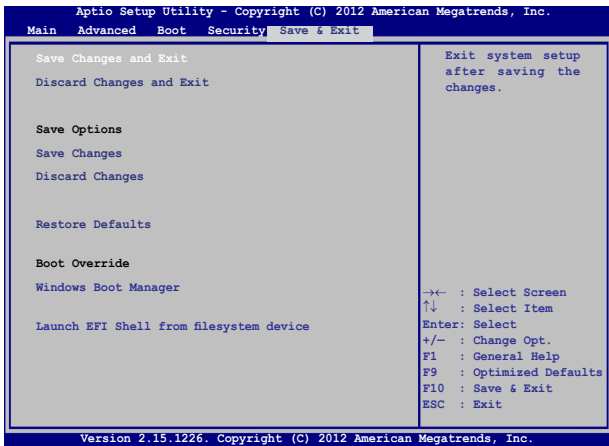 Aptio Setup Utility - Copyright (C) 2012 American Megatrends, Inc.
Main Advanced Boot Security Save & Exit
Save Changes and Exit
Discard Changes and Exit
Save Options
Save Changes
Discard Changes
Restore Defaults
Boot Override
Windows Boot Manager
Launch EFI Shell from filesystem device
Exit system setup
after saving the
changes.
→← : Select Screen
↑↓ : Select Item
Enter: Select
+/— : Change Opt.
F1 : General Help
F9 : Optimized Defaults
F10 : Save & Exit
ESC : Exit
Version 2.15.1226. Copyright (C) 2012 American Megatrends, Inc.